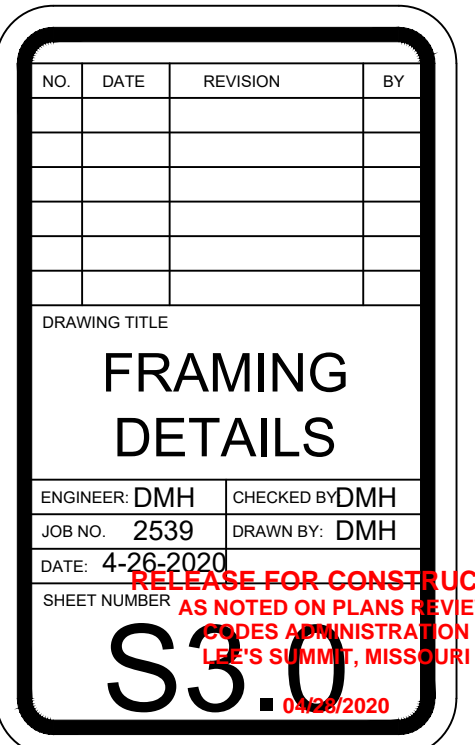 NO. DATE REVISION BY
DRAWING TITLE
FRAMING
DETAILS
ENGINEER: DMH CHECKED BY: DMH
JOB NO. 2539 DRAWN BY: DMH
DATE: 4-26-2020
RELEASE FOR CONSTRUC
SHEET NUMBER
AS NOTED ON PLANS REVIE
CODES ADMINISTRATION
LEE'S SUMMIT, MISSOURI
S3.0
04/28/2020